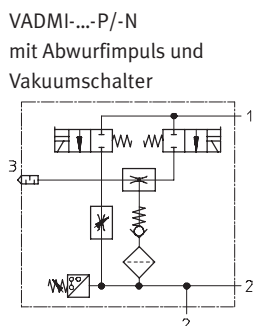 VADMI-...-P/-N
mit Abwurfimpuls und
Vakuumschalter
1
3
2
2